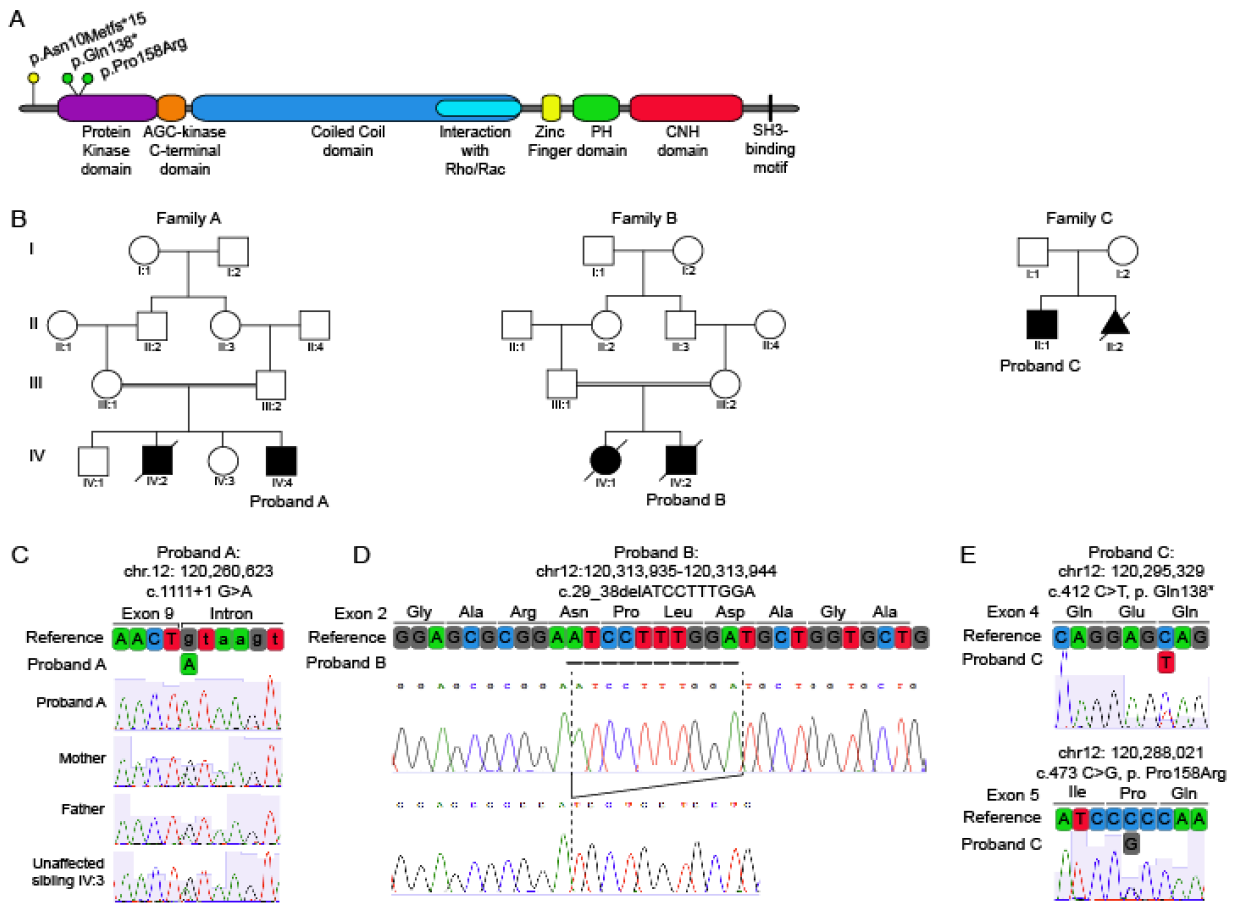 A
p.Asn10Metfs*15
p.Gln138*
p.Pro158Arg
Protein Kinase domain
AGC-kinase C-terminal domain
Coiled Coil domain
Interaction with Rho/Rac
Zinc Finger
PH domain
CNH domain
SH3-binding motif
B
Family A
Family B
Family C
I
I:1 I:2
I:1 I:2
I:1 I:2
II
II:1 II:2 II:3 II:4
II:1 II:2 II:3 II:4
II:1 II:2
Proband C
III
III:1 III:2
III:1 III:2
IV
IV:1 IV:2 IV:3 IV:4
Proband A
IV:1 IV:2
Proband B
C
Proband A:
chr.12: 120,260,623
c.1111+1 G>A
Exon 9 Intron
Reference A A C T g t a a g t
Proband A A
Proband A
Mother
Father
Unaffected
sibling IV:3
D
Proband B:
chr12:120,313,935-120,313,944
c.29_38delATCCTTTGGA
Exon 2 Gly Ala Arg Asn Pro Leu Asp Ala Gly Ala
Reference G G A G C G C G G A A T C C T T T G G A T G C T G G T G C T G
Proband B
G G A G C G C G G A A T C C T T T G G A T G C T G G T G C T G
E
Proband C:
chr12: 120,295,329
c.412 C>T, p. Gln138*
Exon 4 Gln Glu Gln
Reference C A G G A G C A G
Proband C T
chr12: 120,288,021
c.473 C>G, p. Pro158Arg
Exon 5 Ile Pro Gln
Reference A T C C C C C A A
Proband C G